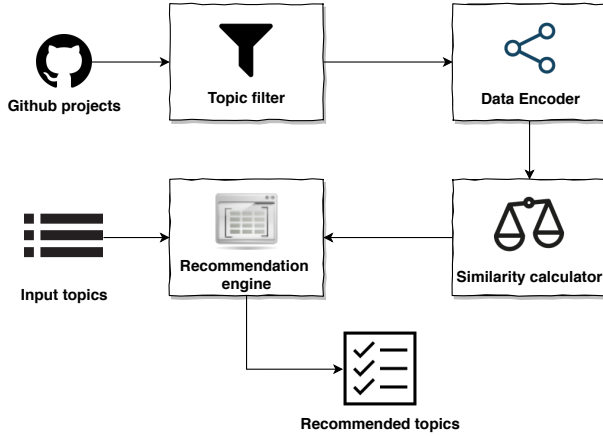 Github projects
Topic filter
Data Encoder
Input topics
Recommendation
engine
Similarity calculator
Recommended topics